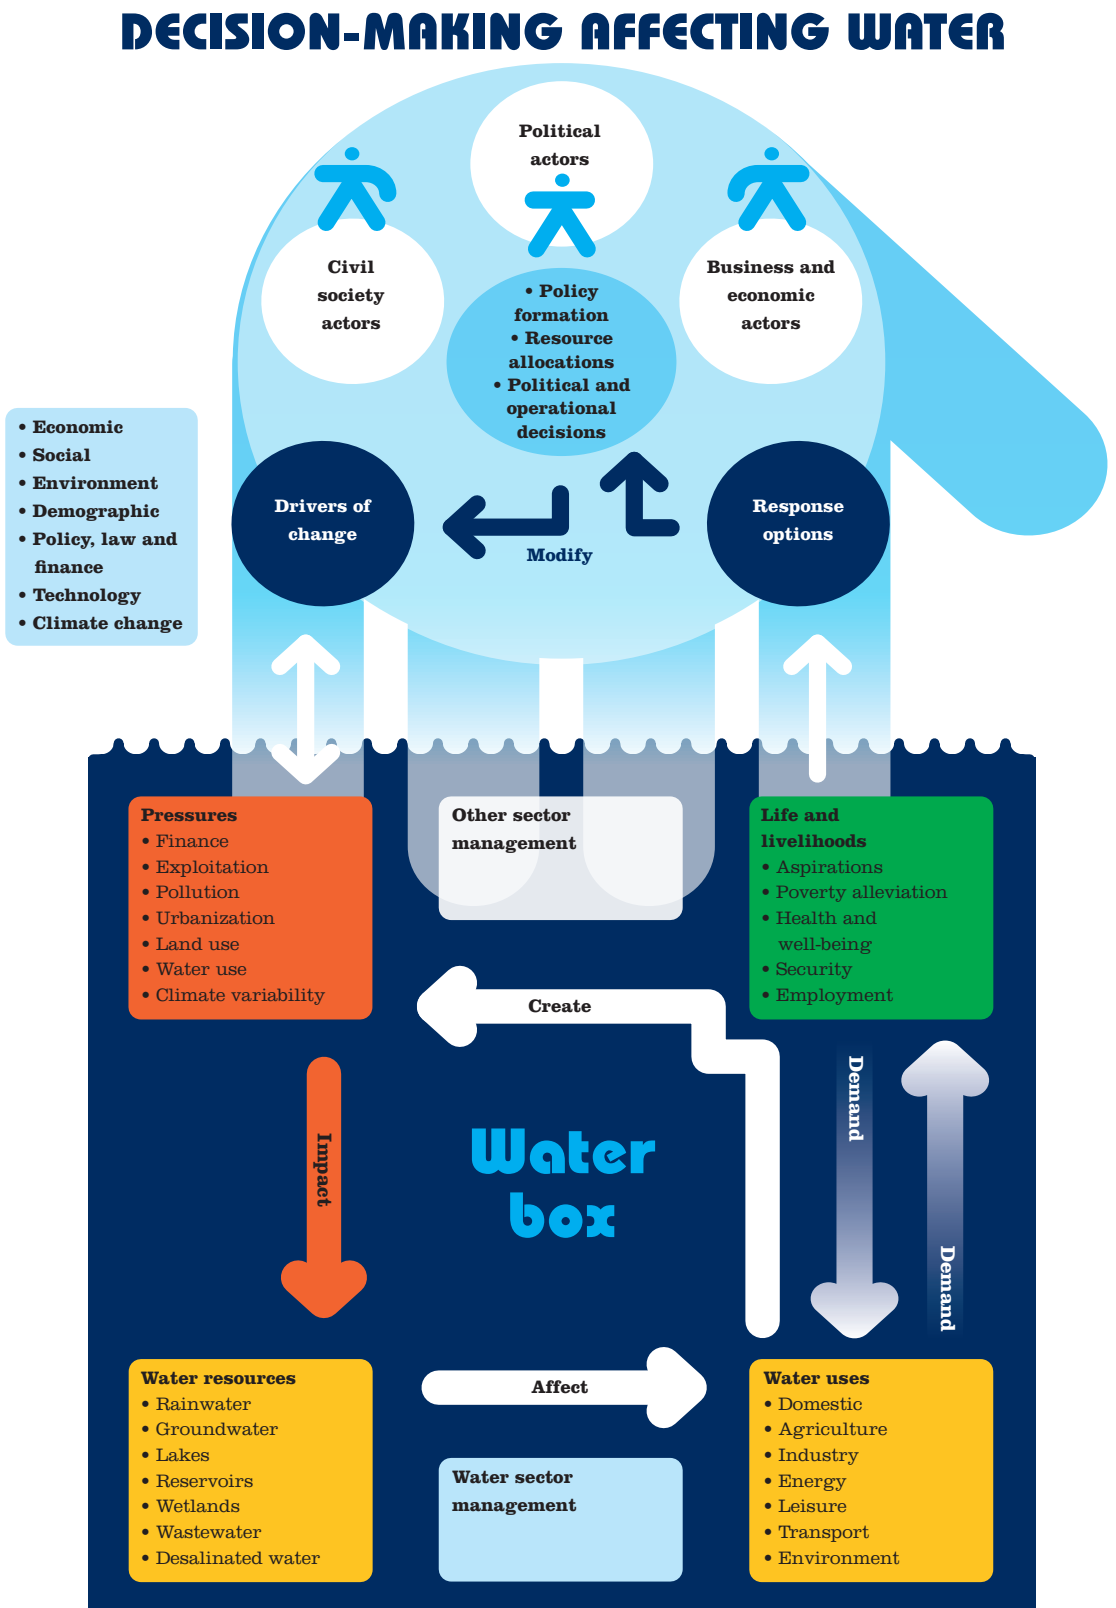 DECISION-MAKING AFFECTING WATER
Political
actors
Civil
society
actors
Business and
economic
actors
• Policy
formation
• Resource
allocations
• Political and
operational
decisions
• Economic
• Social
• Environment
• Demographic
• Policy, law and
finance
• Technology
• Climate change
Drivers of
change
Modify
Response
options
Pressures
• Finance
• Exploitation
• Pollution
• Urbanization
• Land use
• Water use
• Climate variability
Other sector
management
Life and
livelihoods
• Aspirations
• Poverty alleviation
• Health and
well-being
• Security
• Employment
Create
Impact
Water
box
Demand
Demand
Water resources
• Rainwater
• Groundwater
• Lakes
• Reservoirs
• Wetlands
• Wastewater
• Desalinated water
Affect
Water sector
management
Water uses
• Domestic
• Agriculture
• Industry
• Energy
• Leisure
• Transport
• Environment